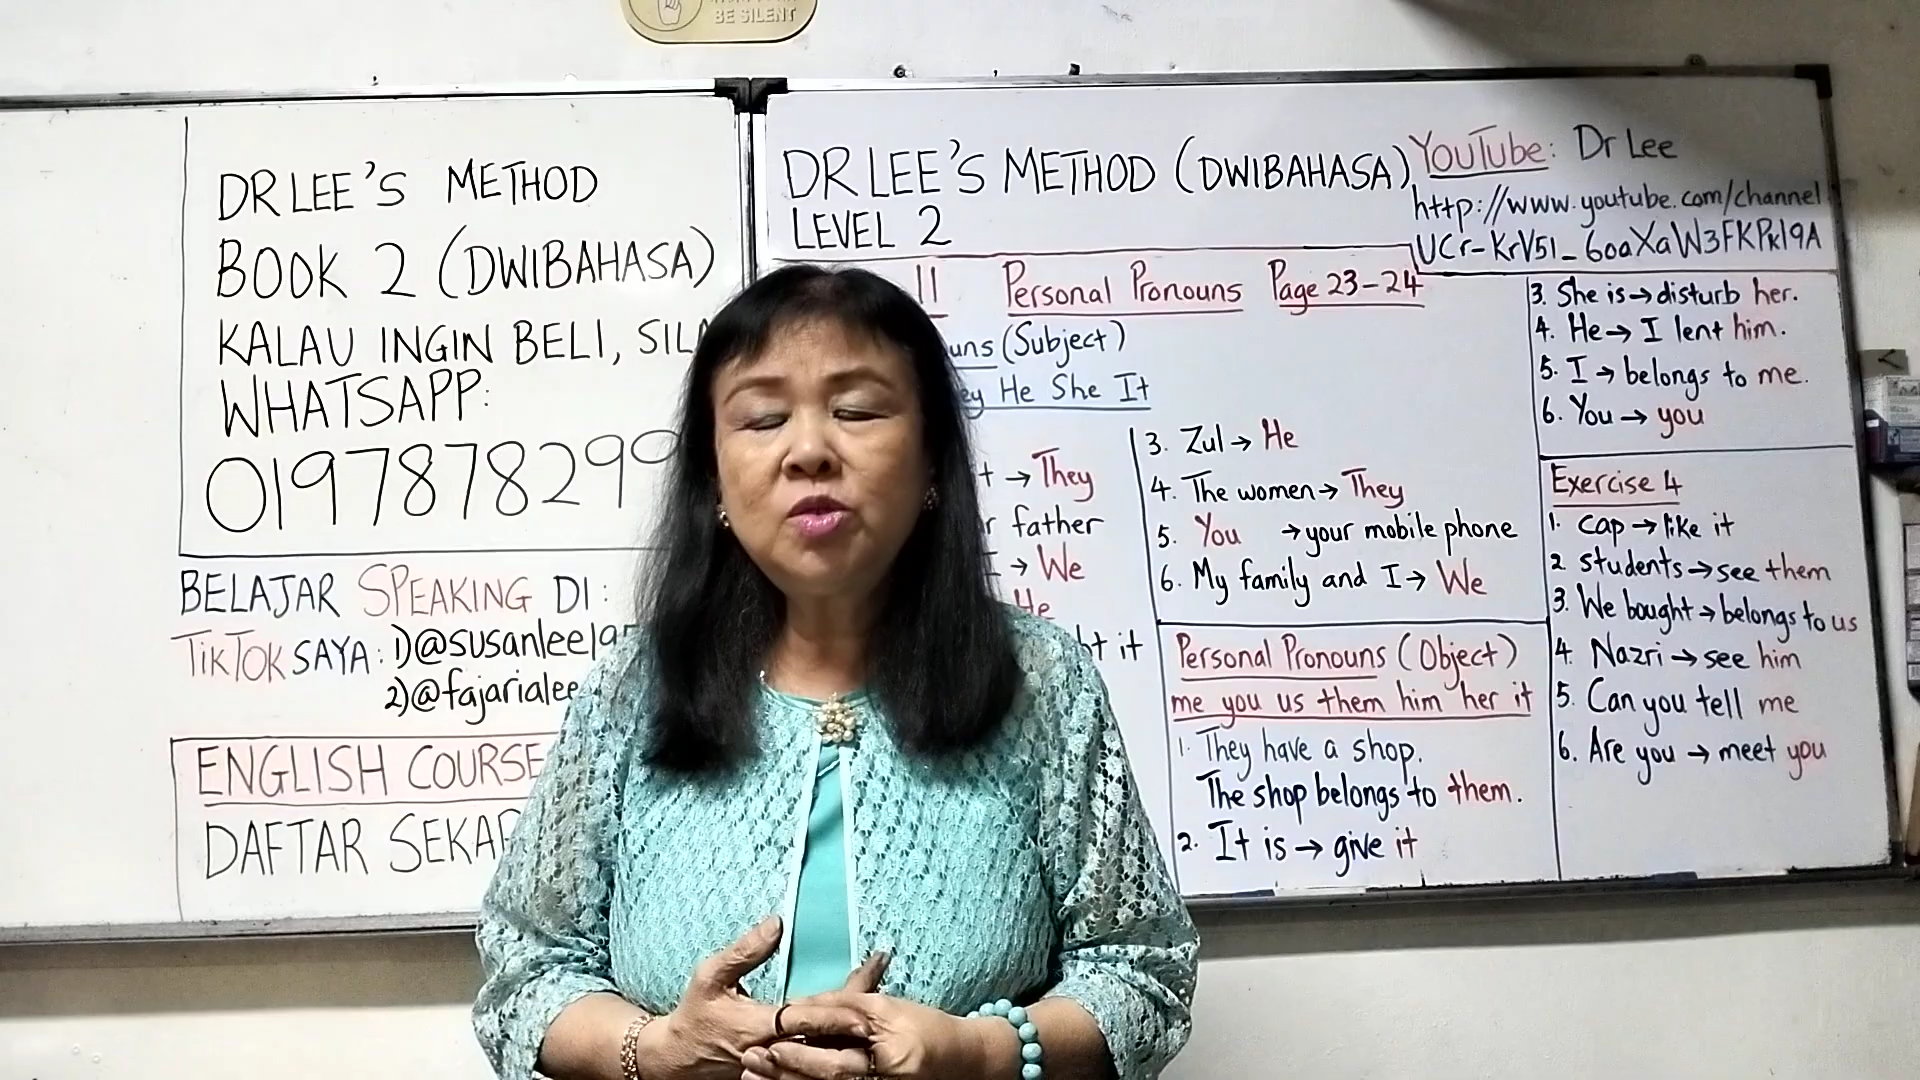 BE SILENT
DR LEE'S METHOD
BOOK 2 (DWIBAHASA)
KALAU INGIN BELI,
WHATSAPP:
019787829
BELAJAR SPEAKING DI:
TikTOK SAYA: 1)@susanlee19
2)@fajarialee
ENGLISH COURSE
DAFTAR
DR LEE'S METHOD (DWIBAHASA)
LEVEL 2
YouTube: Dr Lee
http://www.youtube.com/channel
UCr-KrV5I_6oaXaW3FKPkl9A
11 Personal Pronouns Page 23-24
(Subject)
He She It
→ They
father
→ We
He
it
3. Zul → He
4. The women → They
5. You → your mobile phone
6. My family and I → We
Personal Pronouns (Object)
me you us them him her it
1. They have a shop.
The shop belongs to them.
2. It is → give it
3. She is → disturb her.
4. He → I lent him.
5. I → belongs to me.
6. You → you
Exercise 4
1. cap → like it
2 students → see them
3. We bought → belongs to us
4. Nazri → see him
5. Can you tell me
6. Are you → meet you